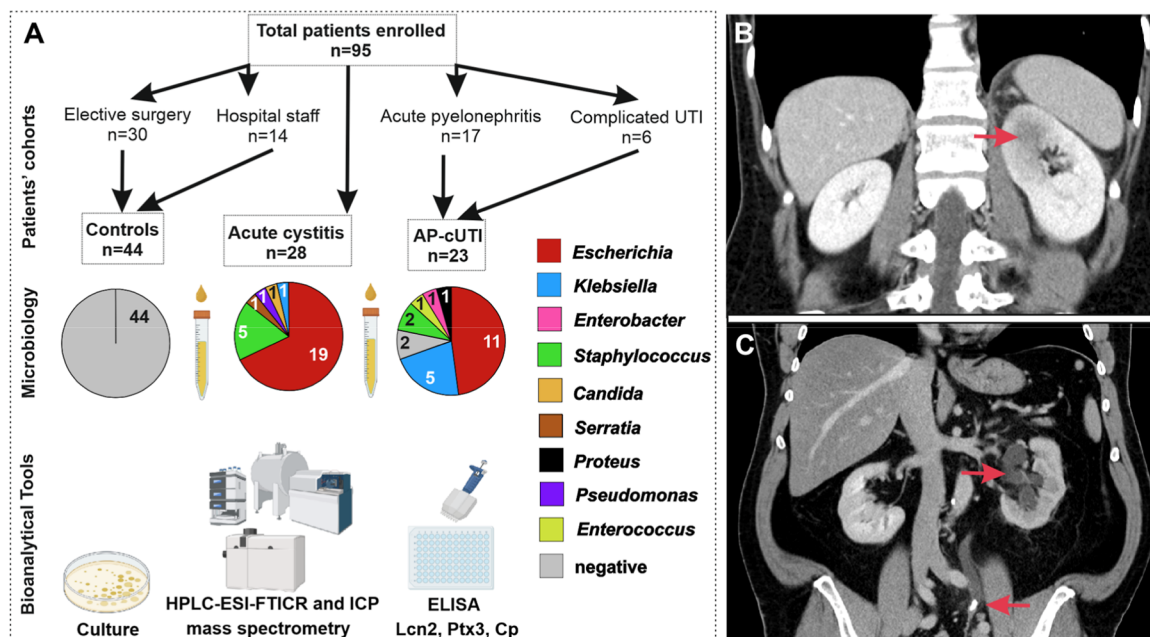 A
Total patients enrolled
n=95
Patients' cohorts
Elective surgery
n=30
Hospital staff
n=14
Acute pyelonephritis
n=17
Complicated UTI
n=6
Controls
n=44
Acute cystitis
n=28
AP-cUTI
n=23
Microbiology
44
19
5
1
1
1
1
11
5
2
2
1
1
1
Escherichia
Klebsiella
Enterobacter
Staphylococcus
Candida
Serratia
Proteus
Pseudomonas
Enterococcus
negative
Bioanalytical Tools
Culture
HPLC-ESI-FTICR and ICP
mass spectrometry
ELISA
Lcn2, Ptx3, Cp
B
C